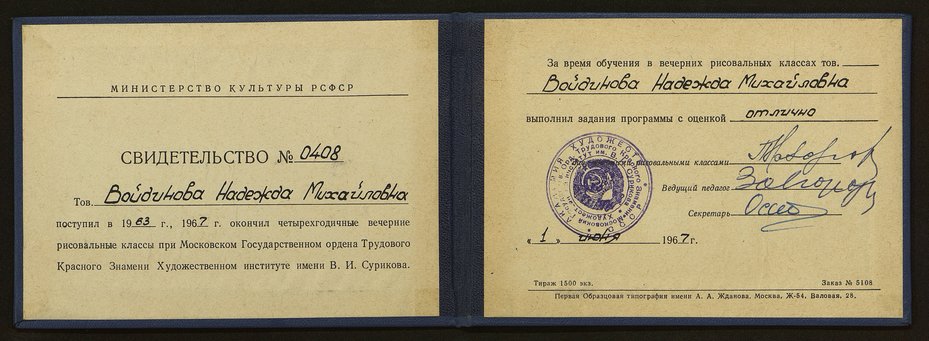 МИНИСТЕРСТВО КУЛЬТУРЫ РСФСР
СВИДЕТЕЛЬСТВО № 0408
Тов. Войдинова Надежда Михайловна
поступил в 1963 г., 1967 г. окончил четырехгодичные вечерние
рисовальные классы при Московском Государственном ордена Трудового
Красного Знамени Художественном институте имени В. И. Сурикова.
За время обучения в вечерних рисовальных классах тов.
Войдинова Надежда Михайловна
выполнил задания программы с оценкой отлично
рисовальными классами
Ведущий педагог
Секретарь
« 1 » июня 1967 г.
Тираж 1500 экз. Заказ № 5108
Первая Образцовая типография имени А. А. Жданова, Москва, Ж-54, Валовая, 28.